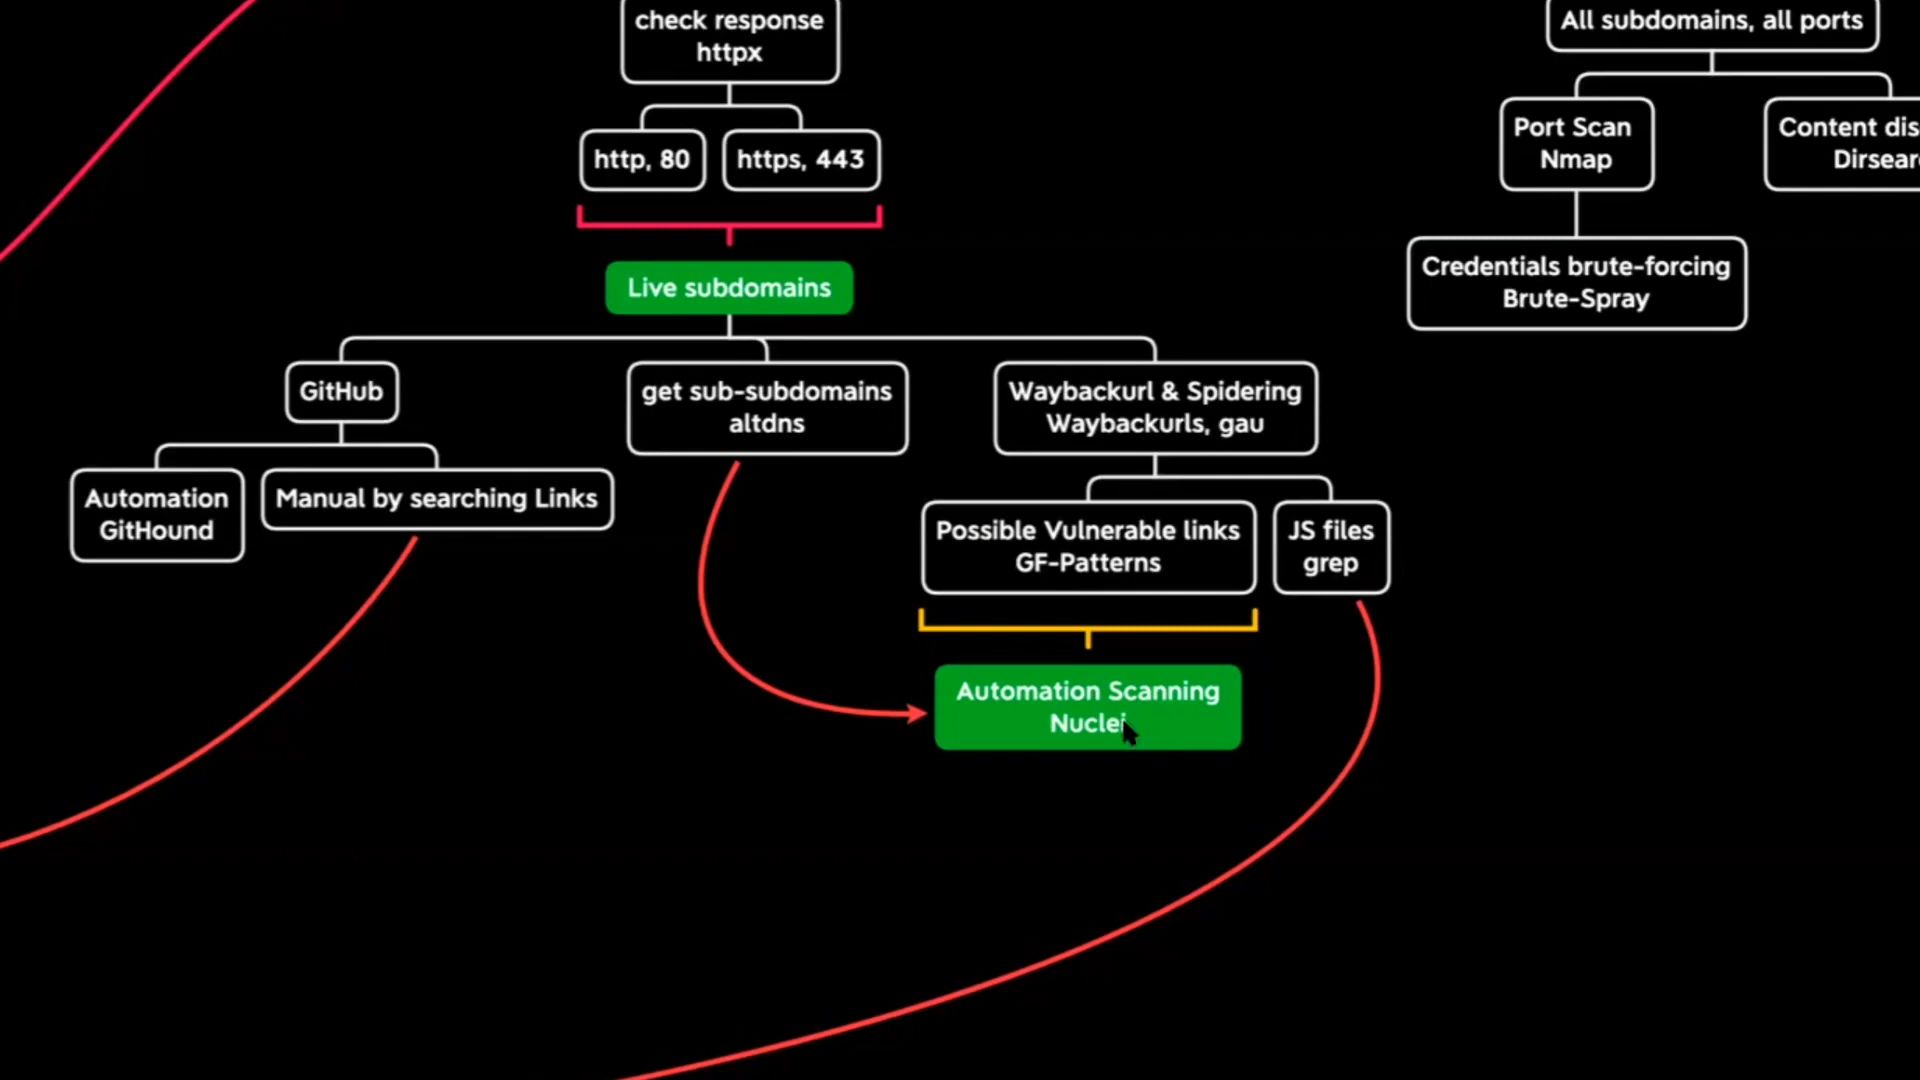 check response
httpx
All subdomains, all ports
http, 80
https, 443
Port Scan
Nmap
Content
Live subdomains
Credentials brute-forcing
Brute-Spray
GitHub
get sub-subdomains
altdns
Waybackurl & Spidering
Waybackurls, gau
Automation
GitHound
Manual by searching Links
Possible Vulnerable links
GF-Patterns
JS files
grep
Automation Scanning
Nuclei